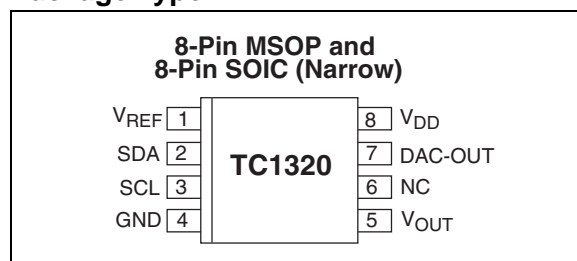 8-Pin MSOP and
8-Pin SOIC (Narrow)
VREF 1
SDA 2
SCL 3
GND 4
TC1320
8 VDD
7 DAC-OUT
6 NC
5 VOUT